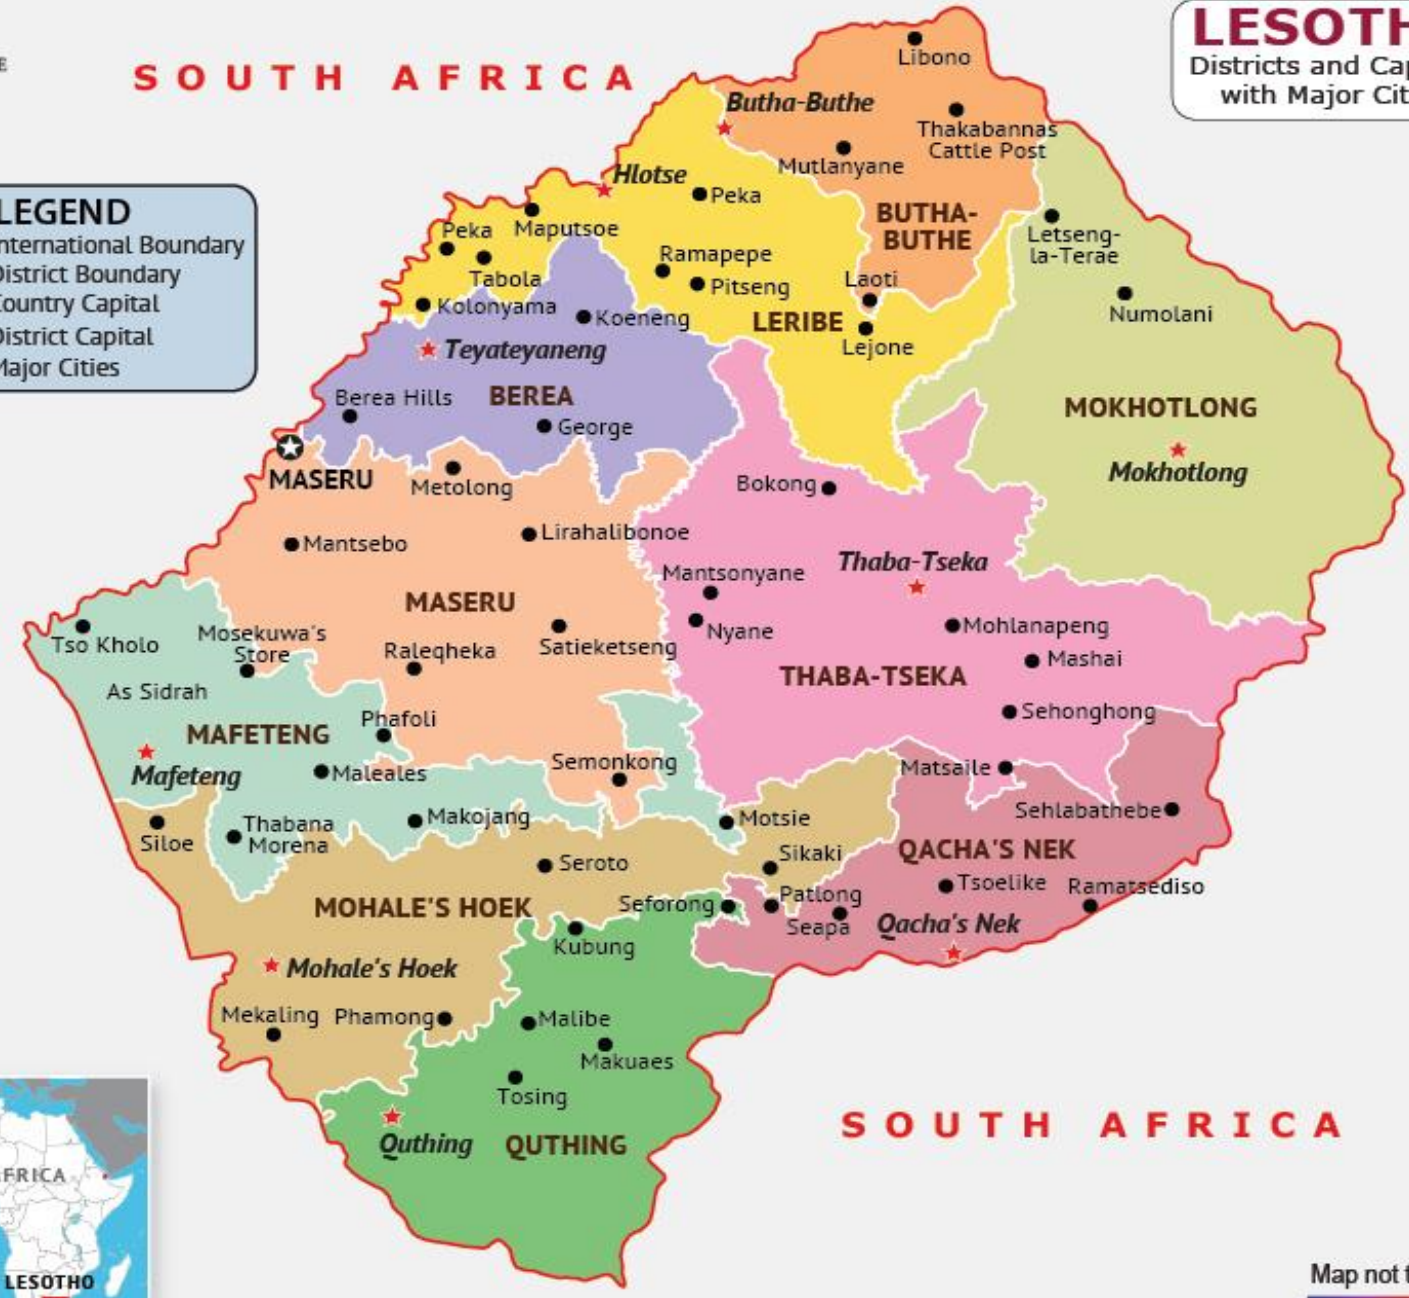 E
SOUTH AFRICA
LESOTH
Districts and Cap
with Major Cit
LEGEND
nternational Boundary
District Boundary
Country Capital
District Capital
Major Cities
Libono
Butha-Buthe
Thakabannas
Cattle Post
Mutlanyane
Hlotse
Peka
BUTHA-
BUTHE
Letseng-
la-Terae
Peka
Maputsoe
Tabola
Ramapepe
Pitseng
Laoti
Kolonyama
Koeneng
LERIBE
Lejone
Numolani
Teyateyaneng
Berea Hills
BEREA
George
MOKHOTLONG
Mokhotlong
MASERU
Metolong
Bokong
Mantsebo
Lirahalibonoe
Thaba-Tseka
Mantsonyane
MASERU
Nyane
Mohlanapeng
Tso Kholo
Mosekuwa's
Store
Raleqheka
Satieketseng
Mashai
THABA-TSEKA
As Sidrah
Sehonghong
Phafoli
MAFETENG
Mafeteng
Maleales
Semonkong
Matsaile
Sehlabathebe
Makojang
Motsie
Siloe
Thabana
Morena
Seroto
Sikaki
QACHA'S NEK
Tsoelike
Ramatsediso
Patlong
MOHALE'S HOEK
Seforong
Seapa
Qacha's Nek
Kubung
Mohale's Hoek
Mekaling
Phamong
Malibe
Makuaes
Tosing
Quthing
QUTHING
SOUTH AFRICA
FRICA
LESOTHO
Map not t